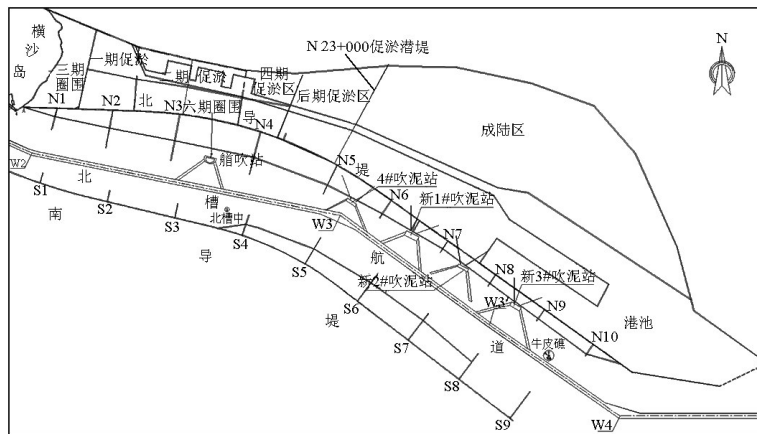 横沙岛
三期圈围
一期促淤
二期促淤
四期促淤区
N 23+000促淤潜堤
后期促淤区
六期圈围
成陆区
N
N1
N2
N3
N4
N5
N6
N7
N8
N9
N10
北导堤
艏吹站
4#吹泥站
新1#吹泥站
新2#吹泥站
新3#吹泥站
W2
W3
W3'
W4
北槽航道
北槽中
港池
牛皮礁
南导堤
S1
S2
S3
S4
S5
S6
S7
S8
S9